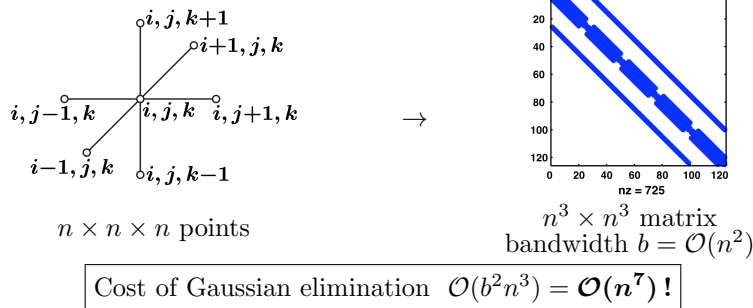 i, j, k+1
i+1, j, k
i, j−1, k
i, j, k
i, j+1, k
i−1, j, k
i, j, k−1
n × n × n points
→
20
40
60
80
100
120
0 20 40 60 80 100 120
nz = 725
n³ × n³ matrix
bandwidth b = O(n²)
Cost of Gaussian elimination O(b²n³) = O(n⁷) !